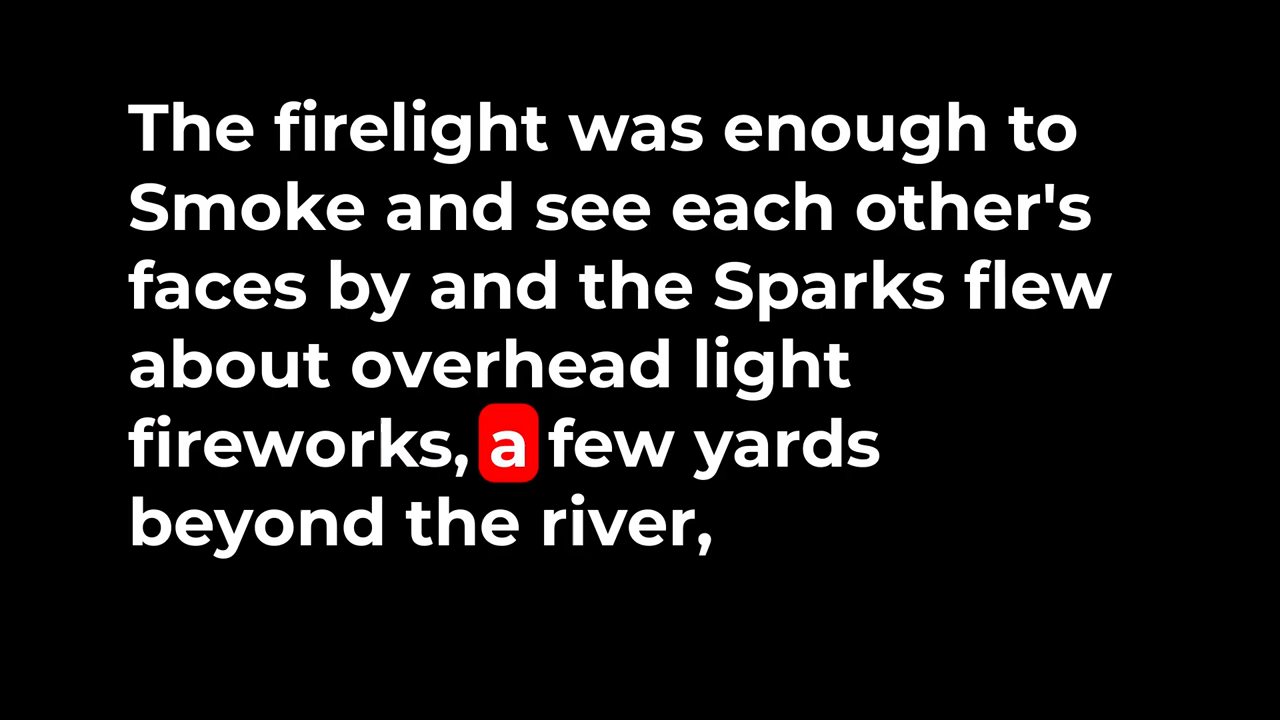 The firelight was enough to
Smoke and see each other's
faces by and the Sparks flew
about overhead light
fireworks, a few yards
beyond the river,